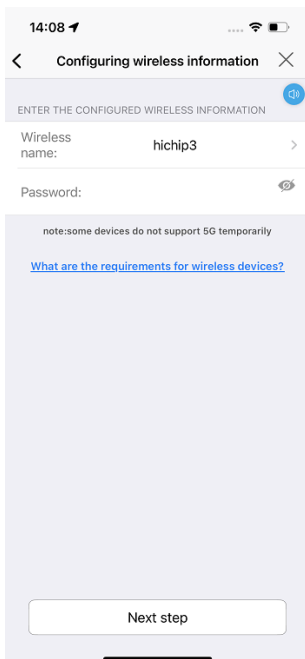 14:08
Configuring wireless information
ENTER THE CONFIGURED WIRELESS INFORMATION
Wireless
name:
hichip3
Password:
note:some devices do not support 5G temporarily
What are the requirements for wireless devices?
Next step